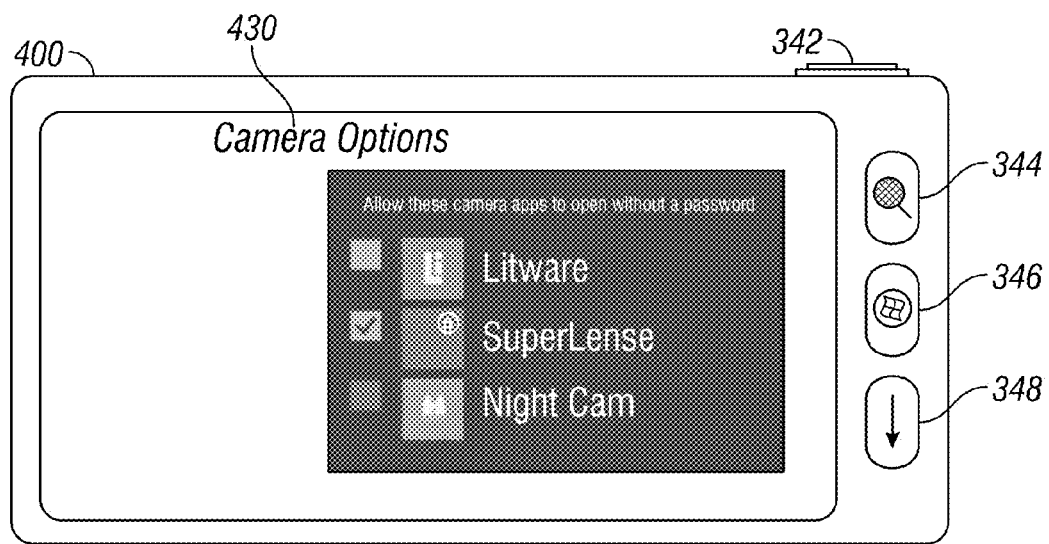 430
400
342
Camera Options
344
Allow these camera apps to open without a password
Litware
346
SuperLense
348
Night Cam